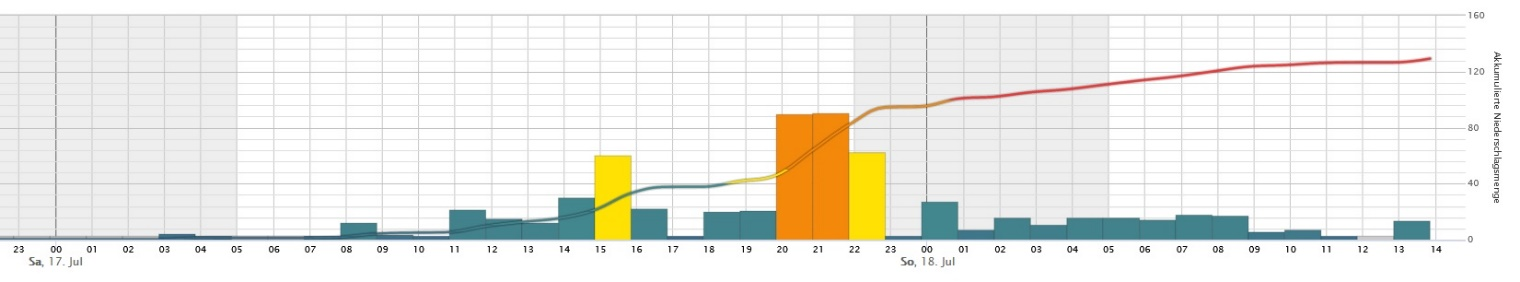 160
120
80
40
0
Akkumulierte Niederschlagsmenge
23 00 01 02 03 04 05 06 07 08 09 10 11 12 13 14 15 16 17 18 19 20 21 22 23 00 01 02 03 04 05 06 07 08 09 10 11 12 13 14
Sa, 17. Jul So, 18. Jul